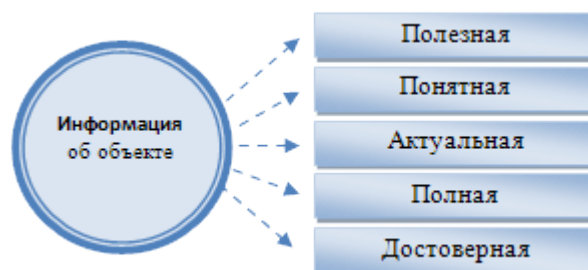 Информация
об объекте
Полезная
Понятная
Актуальная
Полная
Достоверная